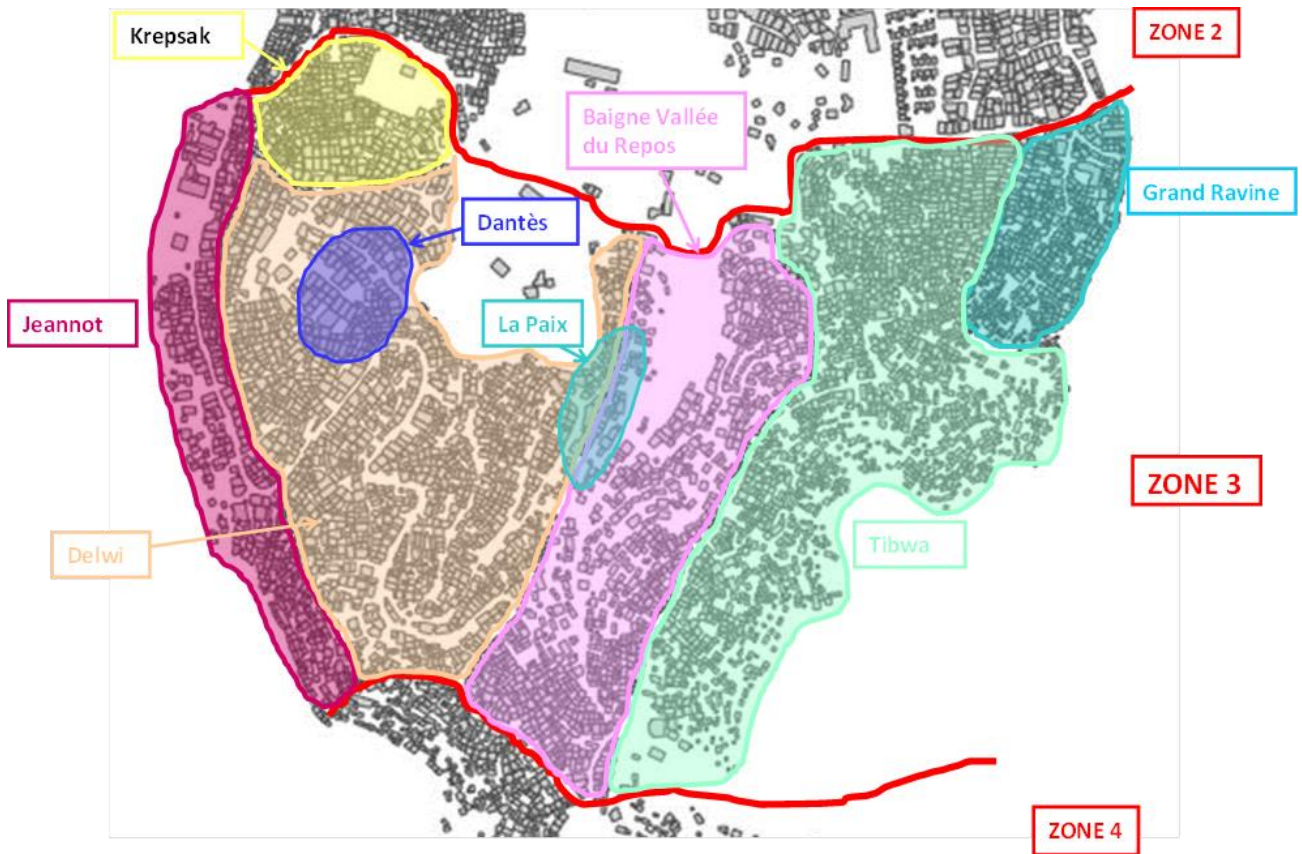 ZONE 2
Krepsak
Baigne Vallée
du Repos
Grand Ravine
Dantès
Jeannot
La Paix
ZONE 3
Delwi
Tibwa
ZONE 4